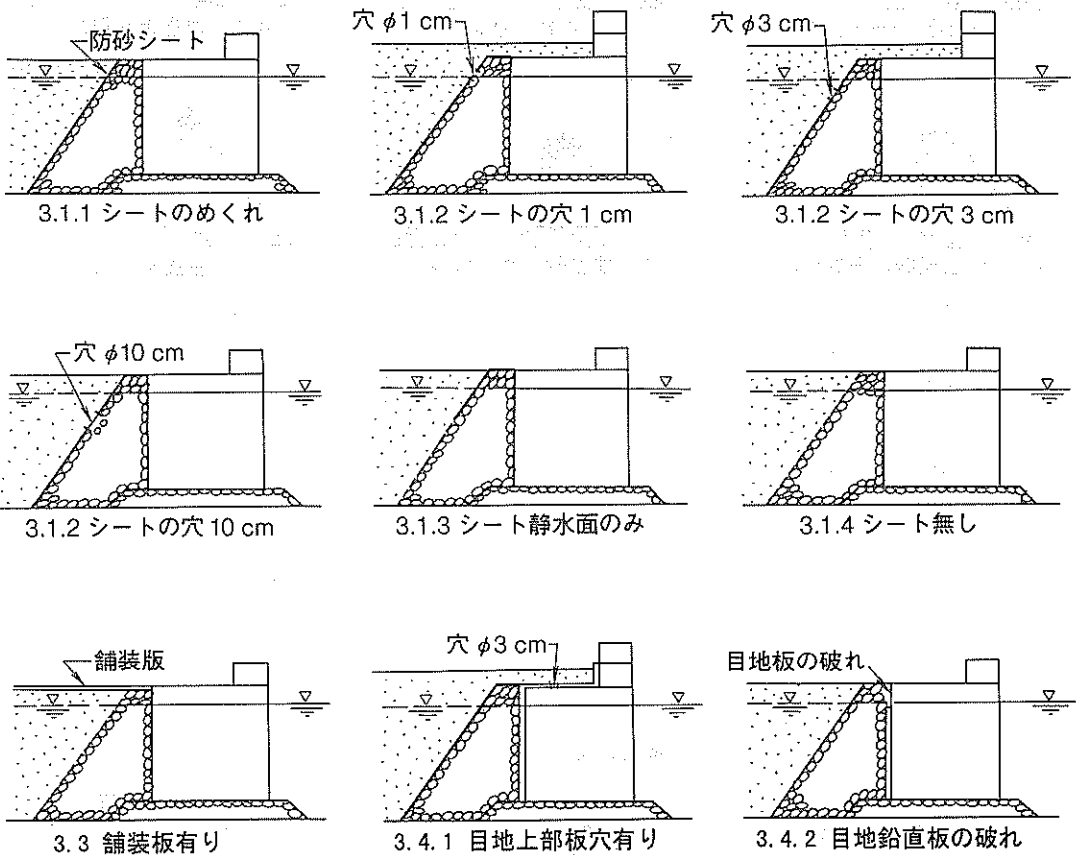 防砂シート
3.1.1 シートのめくれ
穴 φ1 cm
3.1.2 シートの穴 1 cm
穴 φ3 cm
3.1.2 シートの穴 3 cm
穴 φ10 cm
3.1.2 シートの穴 10 cm
3.1.3 シート静水面のみ
3.1.4 シート無し
舗装版
3.3 舗装板有り
穴 φ3 cm
3.4.1 目地上部板穴有り
目地板の破れ
3.4.2 目地鉛直板の破れ